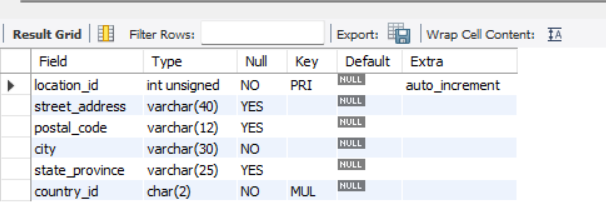 Result Grid Filter Rows: Export: Wrap Cell Content: IA
Field Type Null Key Default Extra
location_id int unsigned NO PRI NULL auto_increment
street_address varchar(40) YES NULL
postal_code varchar(12) YES NULL
city varchar(30) NO NULL
state_province varchar(25) YES NULL
country_id char(2) NO MUL NULL